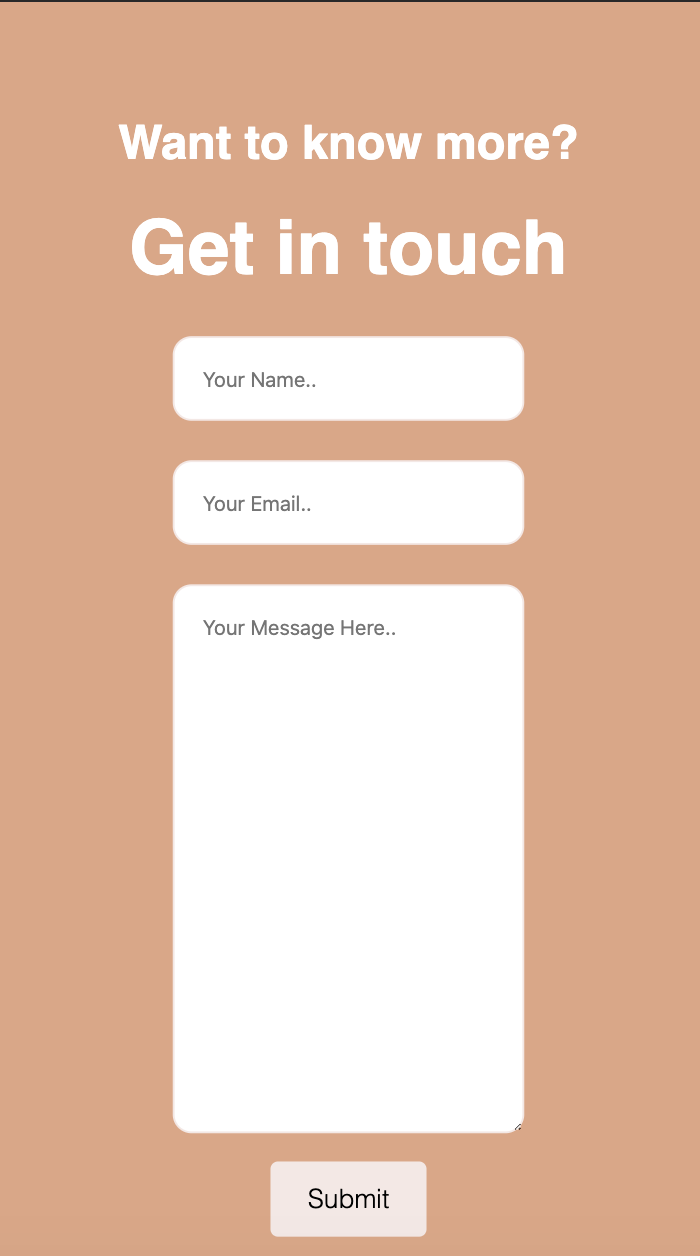 Want to know more?
Get in touch
Your Name..
Your Email..
Your Message Here..
Submit